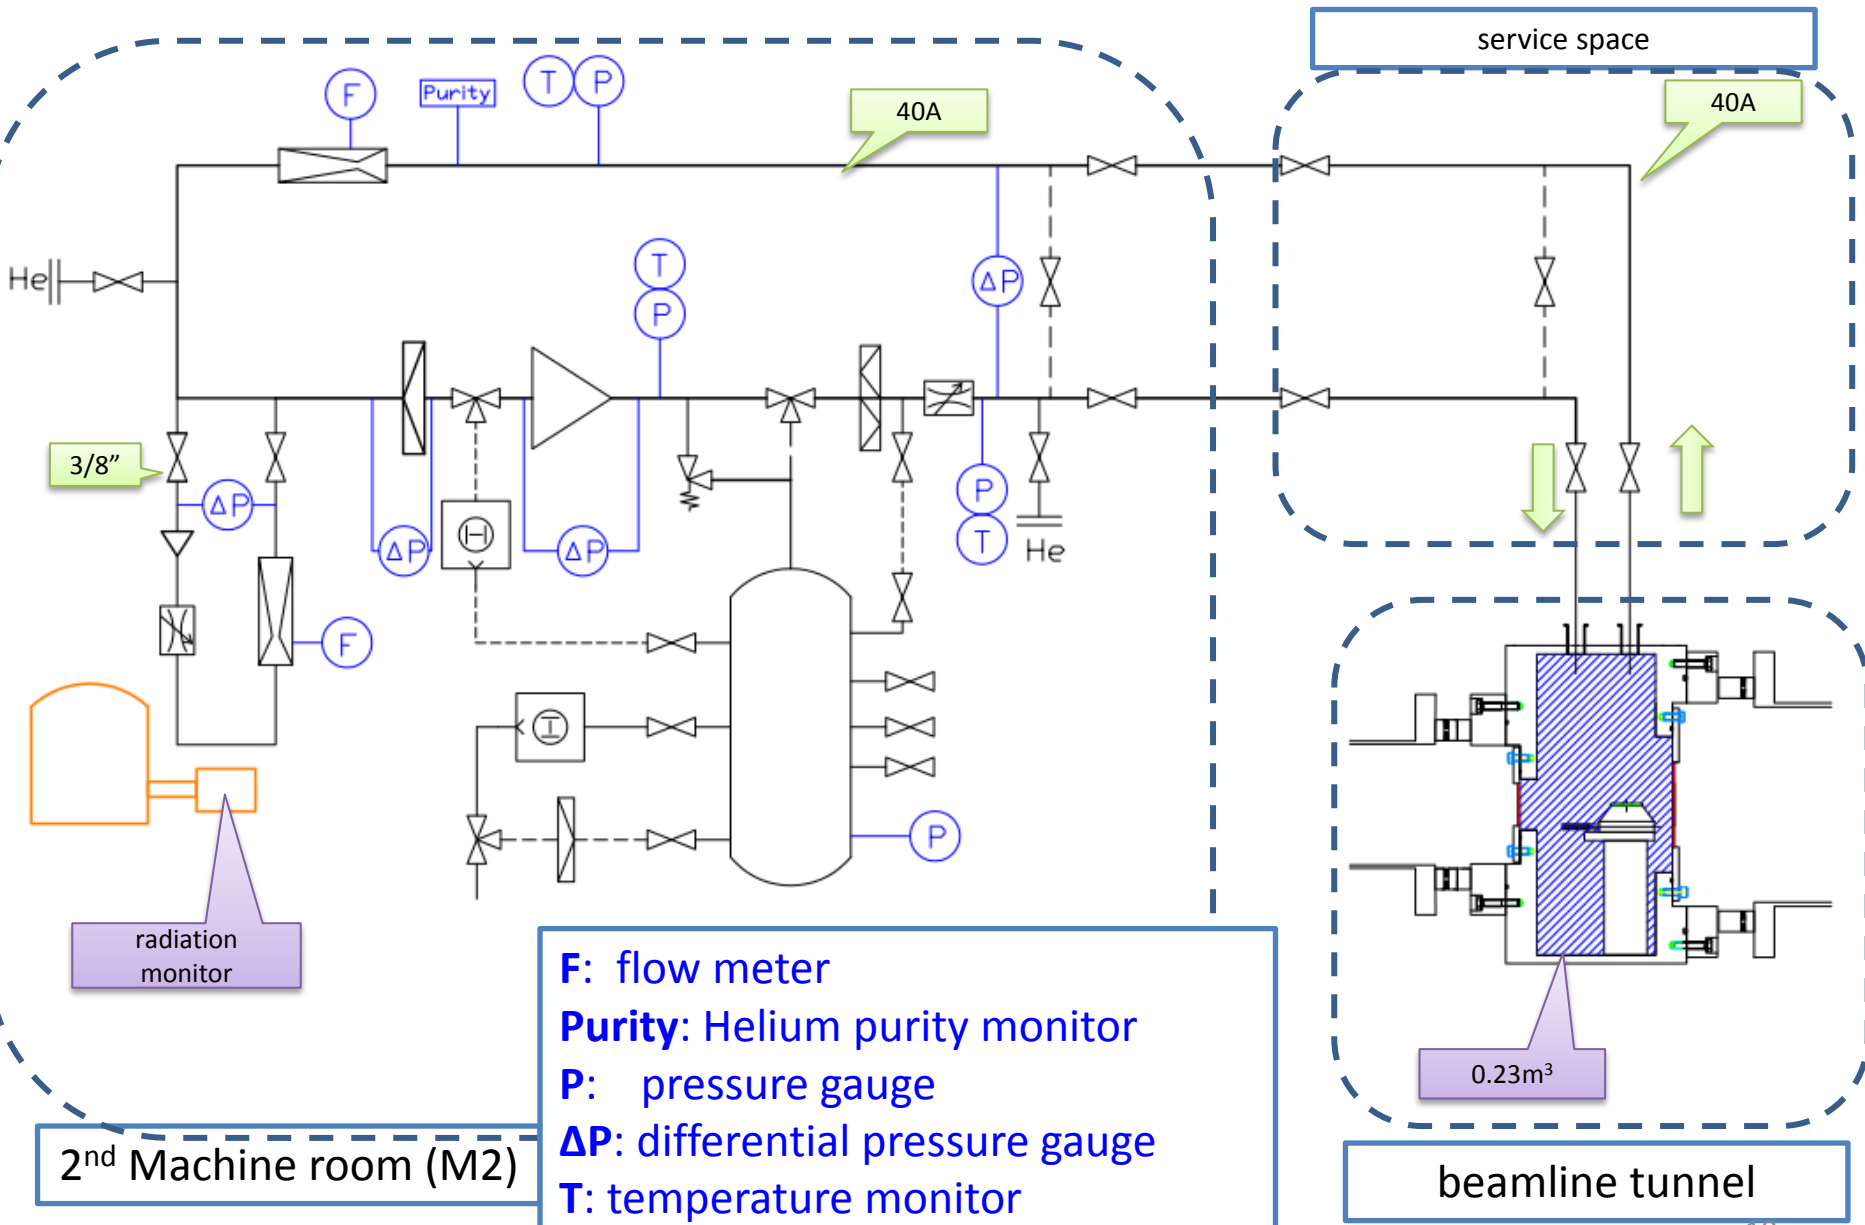 service space
F
Purity
T
P
40A
40A
He
T
P
ΔP
3/8”
ΔP
ΔP
ΔP
P
T
He
F
P
radiation
monitor
0.23m³
F: flow meter
Purity: Helium purity monitor
P: pressure gauge
ΔP: differential pressure gauge
T: temperature monitor
2nd Machine room (M2)
beamline tunnel